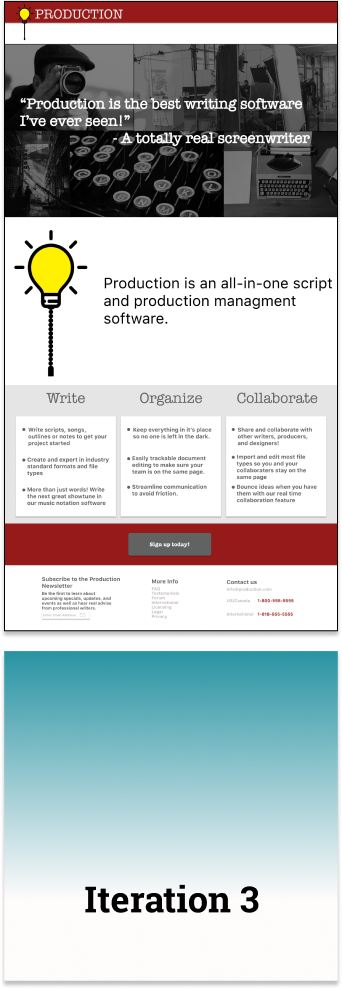 PRODUCTION
“Production is the best writing software
I’ve ever seen!”
- A totally real screenwriter
Production is an all-in-one script
and production managment
software.
Write
Organize
Collaborate
Write scripts, songs,
outlines or notes to get your
project started
Create and export in industry
standard formats and file
types
More than just words! Write
the next great showtune in
our music notation software
Keep everything in it's place
so no one is left in the dark.
Easily trackable document
editing to make sure your
team is on the same page.
Streamline communication
to avoid friction.
Share and collaborate with
other writers, producers,
and designers!
Import and edit most file
types so you and your
collaboraters stay on the
same page
Bounce ideas when you have
them with our real time
collaboration feature
Sign up today!
Subscribe to the Production
Newsletter
Be the first to learn about
upcoming specials, updates, and
events as well as hear real advise
from professional writers.
More Info
FAQ
Testamonials
Forum
International
Licensing
Legal
Privacy
Contact us
info@production.com
US/Canada 1-800-598-9898
International 1-818-555-5555
Iteration 3